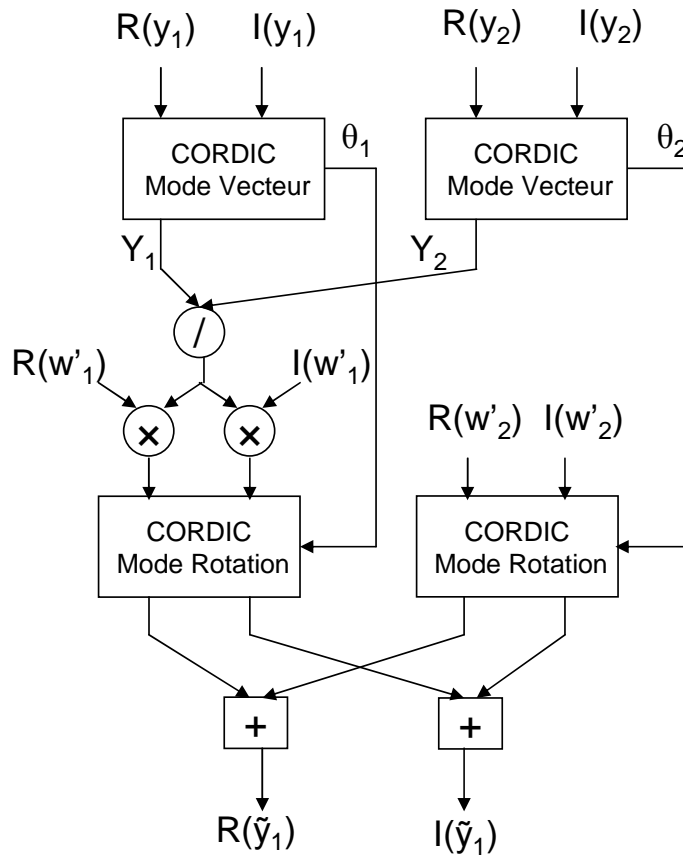 R(y₁) I(y₁) R(y₂) I(y₂)
CORDIC
Mode Vecteur
θ₁
CORDIC
Mode Vecteur
θ₂
Y₁ Y₂
/
R(w'₁) I(w'₁)
× ×
R(w'₂) I(w'₂)
CORDIC
Mode Rotation
CORDIC
Mode Rotation
+ +
R(ỹ₁) I(ỹ₁)